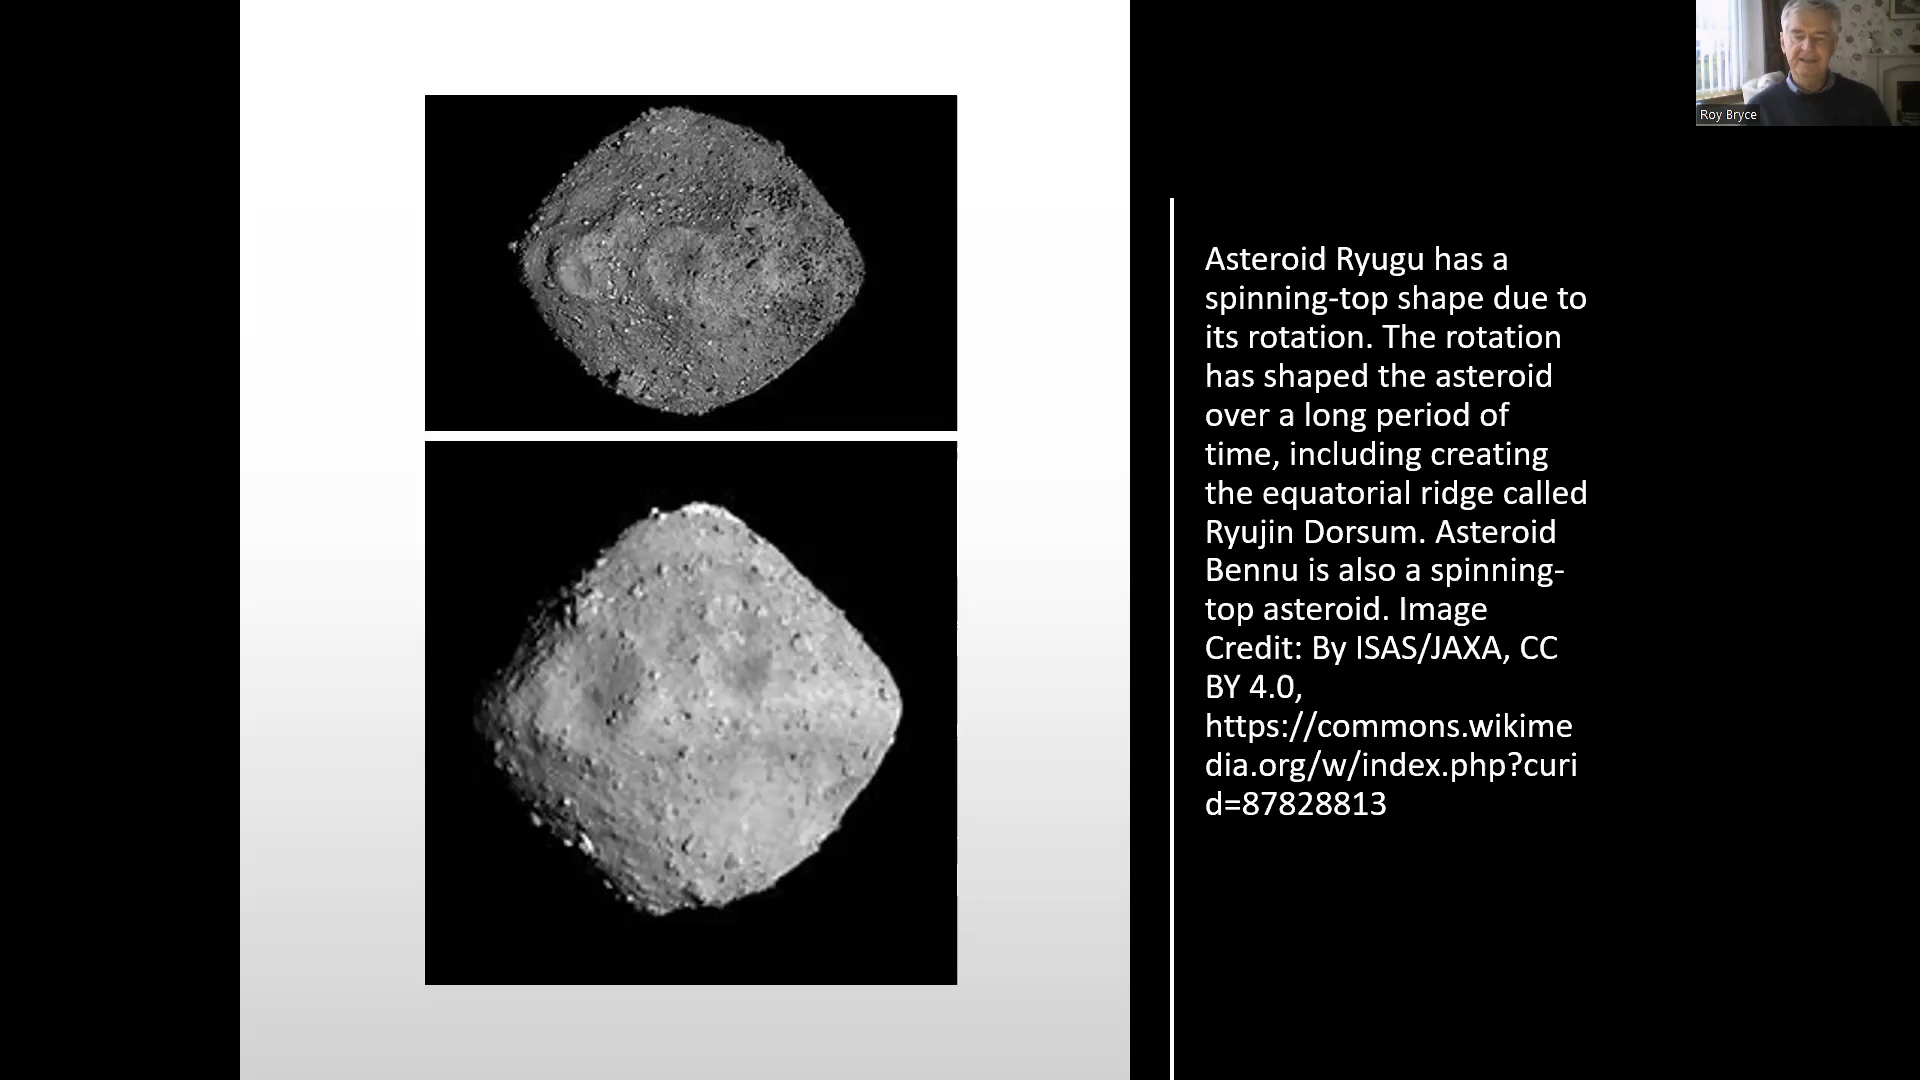 Roy Bryce
Asteroid Ryugu has a
spinning-top shape due to
its rotation. The rotation
has shaped the asteroid
over a long period of
time, including creating
the equatorial ridge called
Ryujin Dorsum. Asteroid
Bennu is also a spinning-
top asteroid. Image
Credit: By ISAS/JAXA, CC
BY 4.0,
https://commons.wikime
dia.org/w/index.php?curi
d=87828813